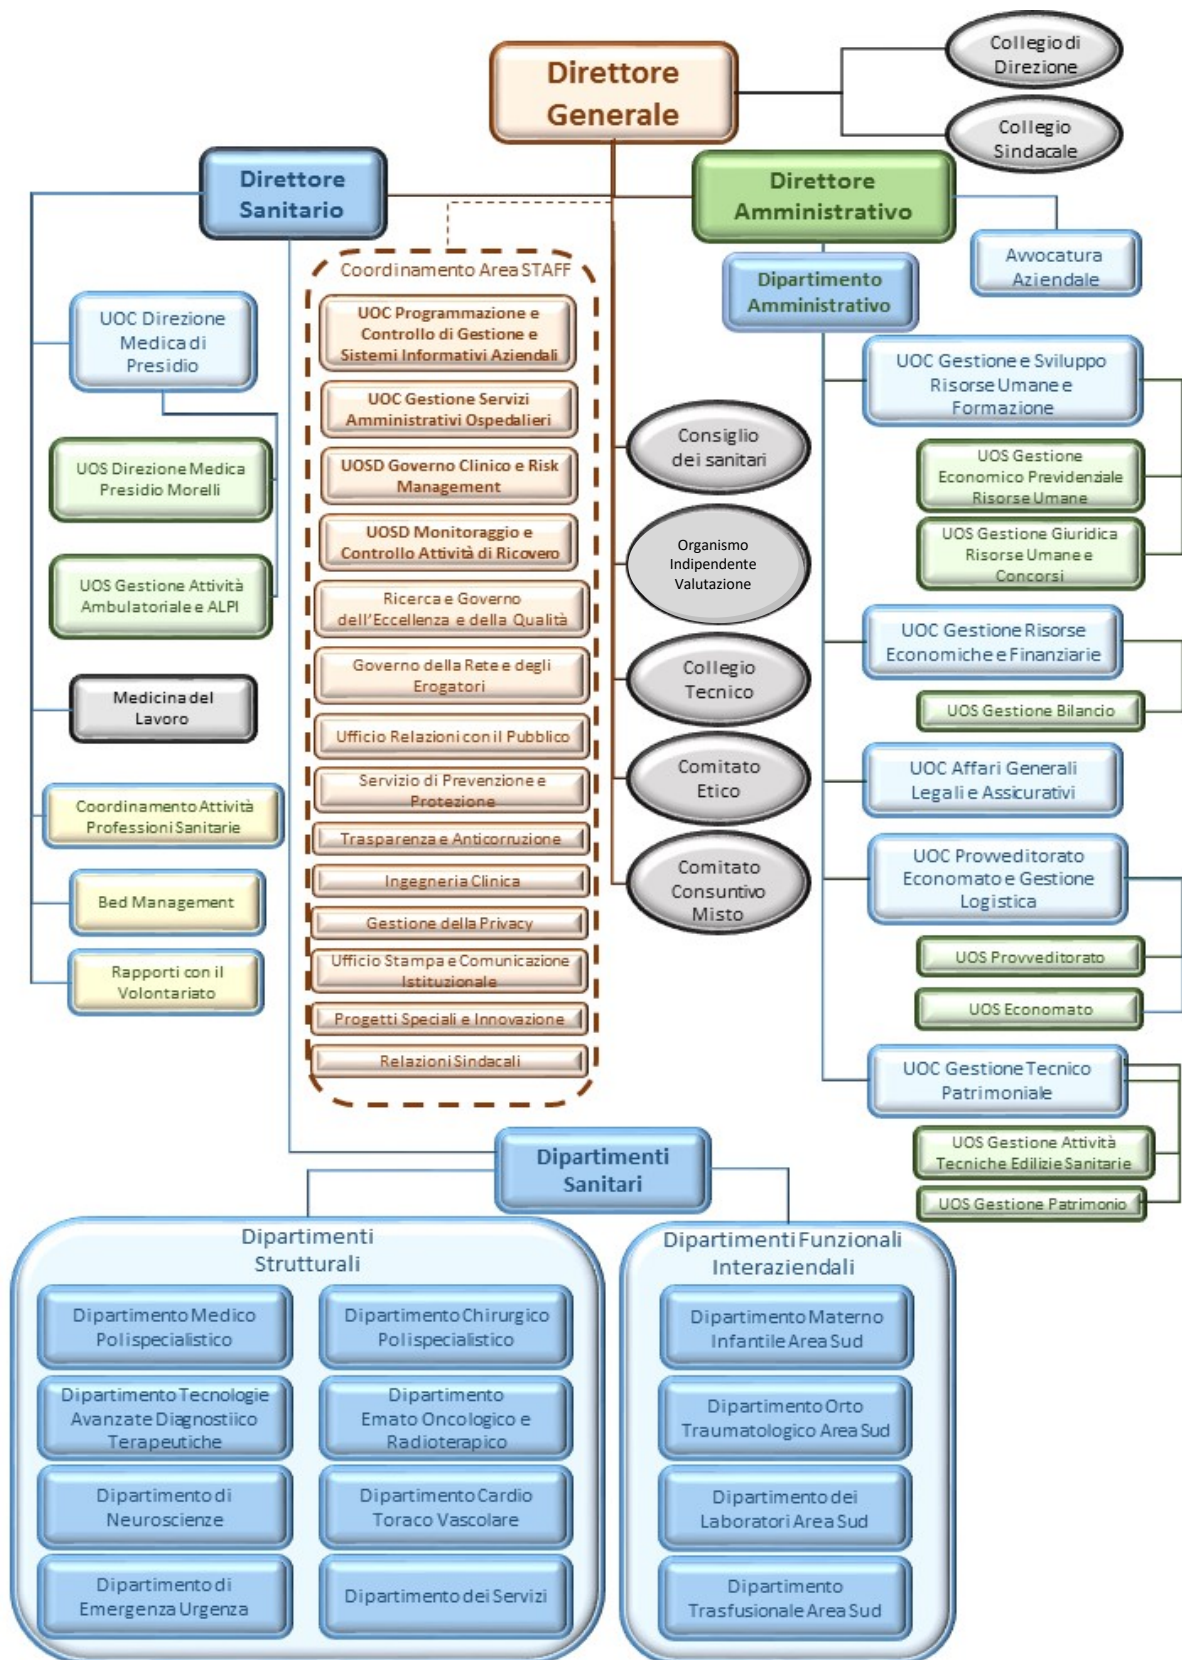 Direttore
Generale
Collegio di
Direzione
Collegio
Sindacale
Direttore
Sanitario
Direttore
Amministrativo
Avvocatura
Aziendale
Dipartimento
Amministrativo
UOC Direzione
Medica di
Presidio
UOS Direzione Medica
Presidio Morelli
UOS Gestione Attività
Ambulatoriale e ALPI
Medicina del
Lavoro
Coordinamento Attività
Professioni Sanitarie
Bed Management
Rapporti con il
Volontariato
Coordinamento Area STAFF
UOC Programmazione e
Controllo di Gestione e
Sistemi Informativi Aziendali
UOC Gestione Servizi
Amministrativi Ospedalieri
UOSD Governo Clinico e Risk
Management
UOSD Monitoraggio e
Controllo Attività di Ricovero
Ricerca e Governo
dell'Eccellenza e della Qualità
Governo della Rete e degli
Erogatori
Ufficio Relazioni con il Pubblico
Servizio di Prevenzione e
Protezione
Trasparenza e Anticorruzione
Ingegneria Clinica
Gestione della Privacy
Ufficio Stampa e Comunicazione
Istituzionale
Progetti Speciali e Innovazione
Relazioni Sindacali
Consiglio
dei sanitari
Organismo
Indipendente
Valutazione
Collegio
Tecnico
Comitato
Etico
Comitato
Consuntivo
Misto
UOC Gestione e Sviluppo
Risorse Umane e
Formazione
UOS Gestione
Economico Previdenziale
Risorse Umane
UOS Gestione Giuridica
Risorse Umane e
Concorsi
UOC Gestione Risorse
Economiche e Finanziarie
UOS Gestione Bilancio
UOC Affari Generali
Legali e Assicurativi
UOC Provveditorato
Economato e Gestione
Logistica
UOS Provveditorato
UOS Economato
UOC Gestione Tecnico
Patrimoniale
UOS Gestione Attività
Tecniche Edilizie Sanitarie
UOS Gestione Patrimonio
Dipartimenti
Sanitari
Dipartimenti
Strutturali
Dipartimento Medico
Polispecialistico
Dipartimento Chirurgico
Polispecialistico
Dipartimento Tecnologie
Avanzate Diagnostiico
Terapeutiche
Dipartimento
Emato Oncologico e
Radioterapico
Dipartimento di
Neuroscienze
Dipartimento Cardio
Toraco Vascolare
Dipartimento di
Emergenza Urgenza
Dipartimento dei Servizi
Dipartimenti Funzionali
Interaziendali
Dipartimento Materno
Infantile Area Sud
Dipartimento Orto
Traumatologico Area Sud
Dipartimento dei
Laboratori Area Sud
Dipartimento
Trasfusionale Area Sud